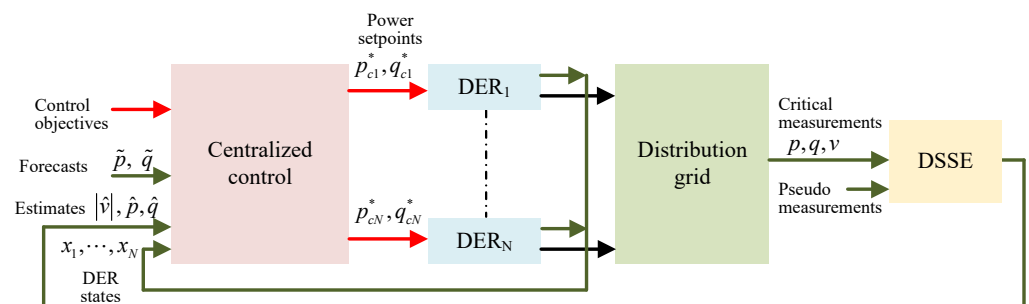 Power
setpoints
p*c1, q*c1
Control
objectives
Forecasts p̃, q̃
Estimates |v̂|, p̂, q̂
x1, ⋯, xN
DER
states
Centralized
control
p*cN, q*cN
DER1
DERN
Distribution
grid
Critical
measurements
p, q, v
Pseudo
measurements
DSSE